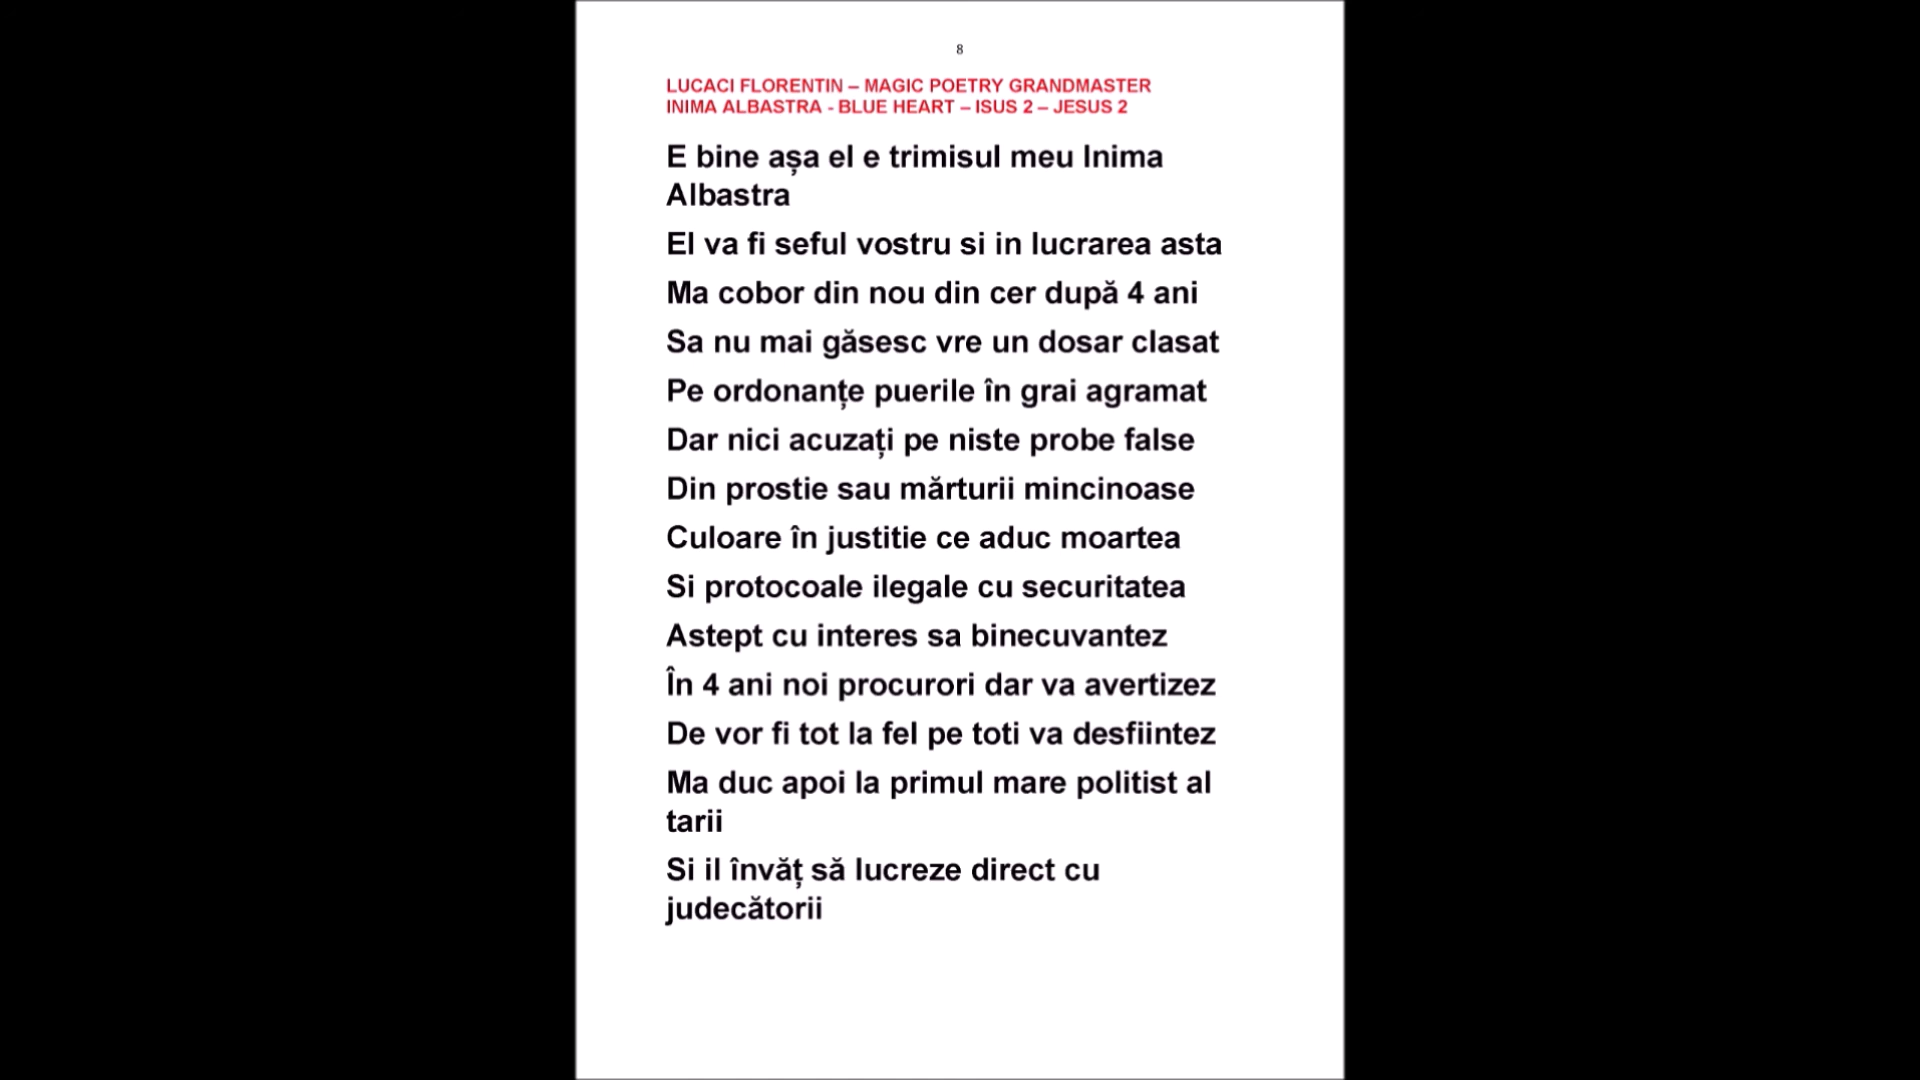 8
LUCACI FLORENTIN – MAGIC POETRY GRANDMASTER
INIMA ALBASTRA - BLUE HEART – ISUS 2 – JESUS 2
E bine așa el e trimisul meu Inima
Albastra
El va fi seful vostru si in lucrarea asta
Ma cobor din nou din cer după 4 ani
Sa nu mai găsesc vre un dosar clasat
Pe ordonanțe puerile în grai agramat
Dar nici acuzați pe niste probe false
Din prostie sau mărturii mincinoase
Culoare în justitie ce aduc moartea
Si protocoale ilegale cu securitatea
Astept cu interes sa binecuvantez
În 4 ani noi procurori dar va avertizez
De vor fi tot la fel pe toti va desfiintez
Ma duc apoi la primul mare politist al
tarii
Si il învăț să lucreze direct cu
judecătorii